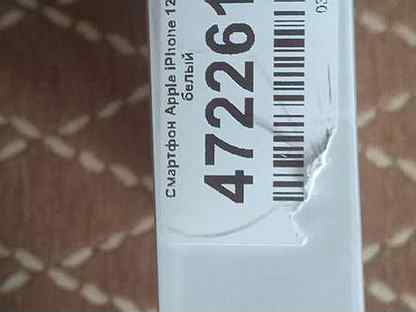 Смартфон Apple iPhone 12
белый
472261